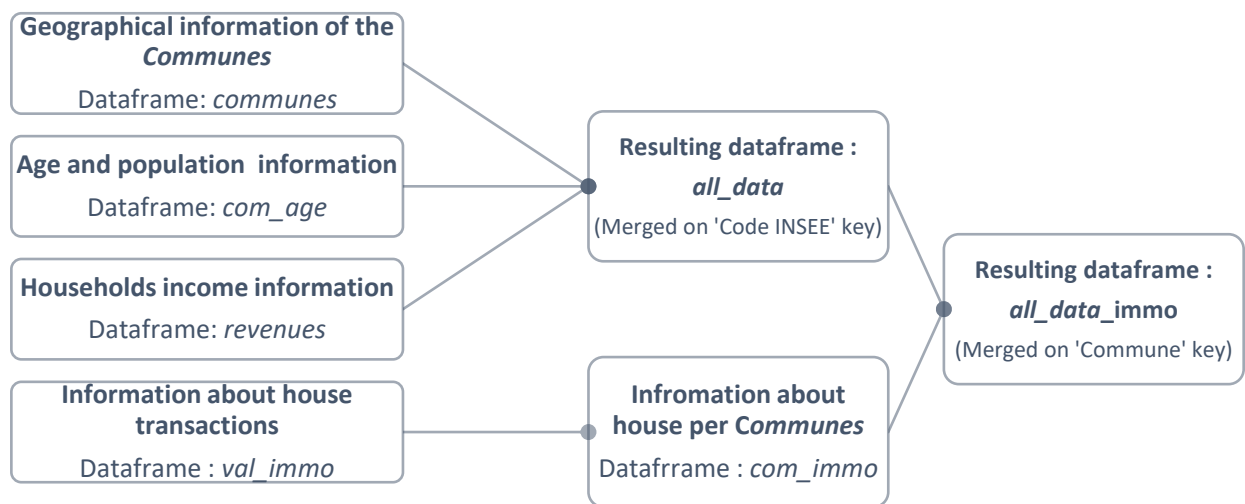 Geographical information of the
Communes
Dataframe: communes
Age and population information
Dataframe: com_age
Households income information
Dataframe: revenues
Information about house
transactions
Dataframe : val_immo
Resulting dataframe :
all_data
(Merged on 'Code INSEE' key)
Infromation about
house per Communes
Datafrrame : com_immo
Resulting dataframe :
all_data_immo
(Merged on 'Commune' key)